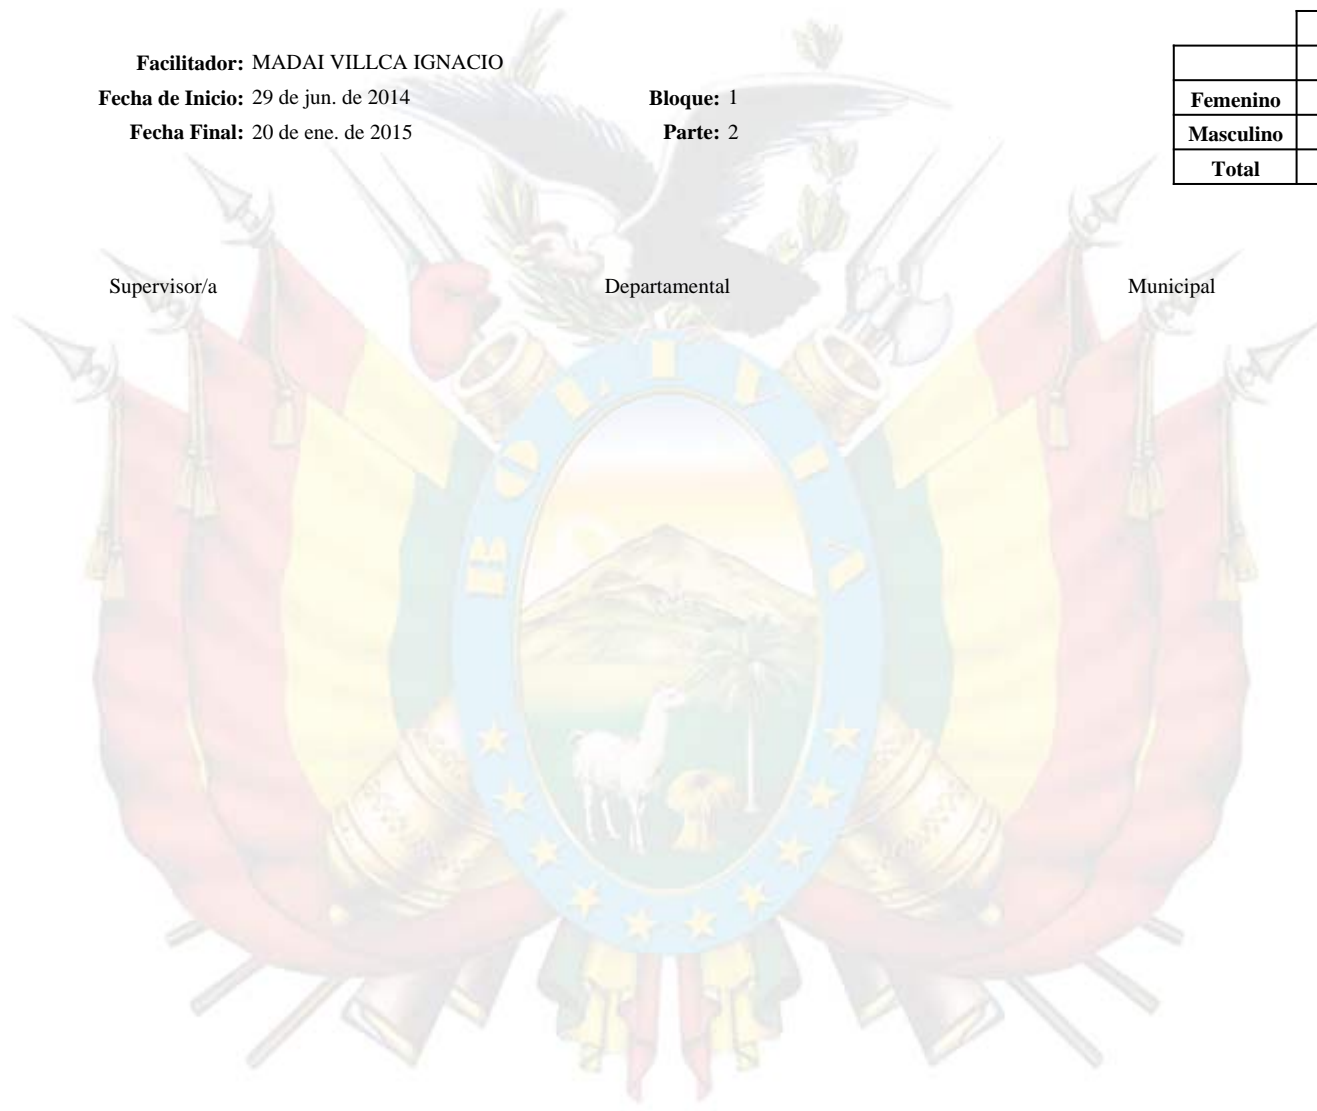 Facilitador: MADAI VILLCA IGNACIO
Fecha de Inicio: 29 de jun. de 2014 Bloque: 1
Fecha Final: 20 de ene. de 2015 Parte: 2
Femenino
Masculino
Total
Supervisor/a Departamental Municipal
BOLIVIA